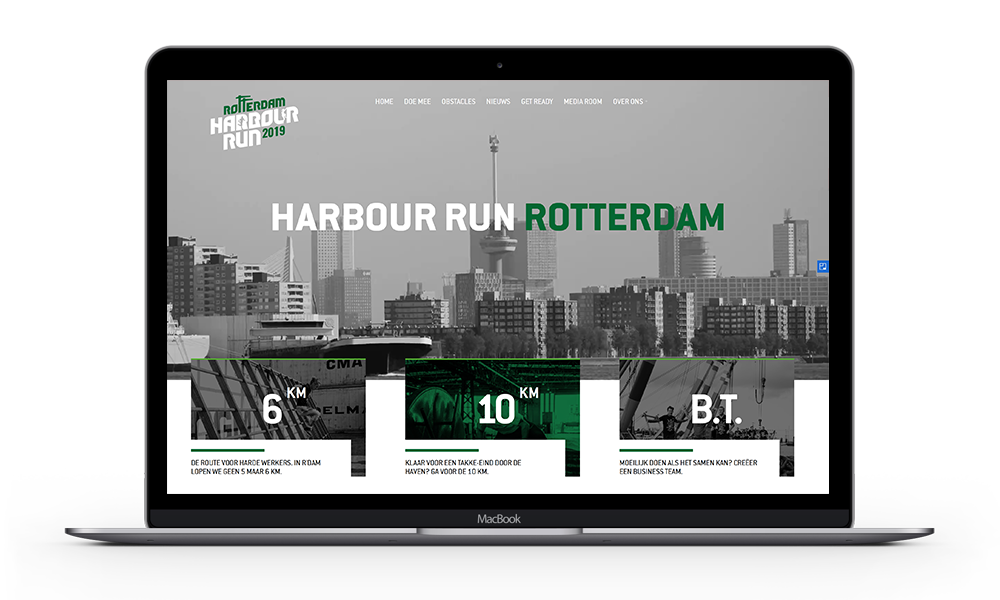 ROTTERDAM
HARBOUR
RUN 2019
HOME DOE MEE OBSTACLES NIEUWS GET READY MEDIA ROOM OVER ONS
HARBOUR RUN ROTTERDAM
CMA
ELMA
6 KM
10 KM
B.T.
DE ROUTE VOOR HARDE WERKERS. IN R'DAM
LOPEN WE GEEN 5 MAAR 6 KM.
KLAAR VOOR EEN TAKKE-EIND DOOR DE
HAVEN? GA VOOR DE 10 KM.
MOEILIJK DOEN ALS HET SAMEN KAN? CREËER
EEN BUSINESS TEAM.
MacBook